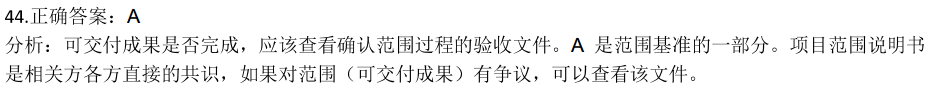 44.正确答案：A
分析：可交付成果是否完成，应该查看确认范围过程的验收文件。A 是范围基准的一部分。项目范围说明书
是相关方各方直接的共识，如果对范围（可交付成果）有争议，可以查看该文件。